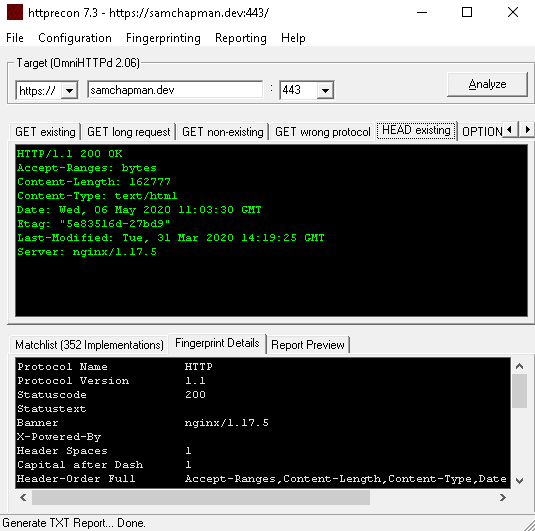 httprecon 7.3 - https://samchapman.dev:443/
File Configuration Fingerprinting Reporting Help
Target (OmniHTTPd 2.06)
https:// samchapman.dev : 443 Analyze
GET existing GET long request GET non-existing GET wrong protocol HEAD existing OPTION
HTTP/1.1 200 OK
Accept-Ranges: bytes
Content-Length: 162777
Content-Type: text/html
Date: Wed, 06 May 2020 11:03:30 GMT
Etag: "5e83516d-27bd9"
Last-Modified: Tue, 31 Mar 2020 14:19:25 GMT
Server: nginx/1.17.5
Matchlist (352 Implementations) Fingerprint Details Report Preview
Protocol Name HTTP
Protocol Version 1.1
Statuscode 200
Statustext
Banner nginx/1.17.5
X-Powered-By
Header Spaces 1
Capital after Dash 1
Header-Order Full Accept-Ranges,Content-Length,Content-Type,Date
Generate TXT Report... Done.